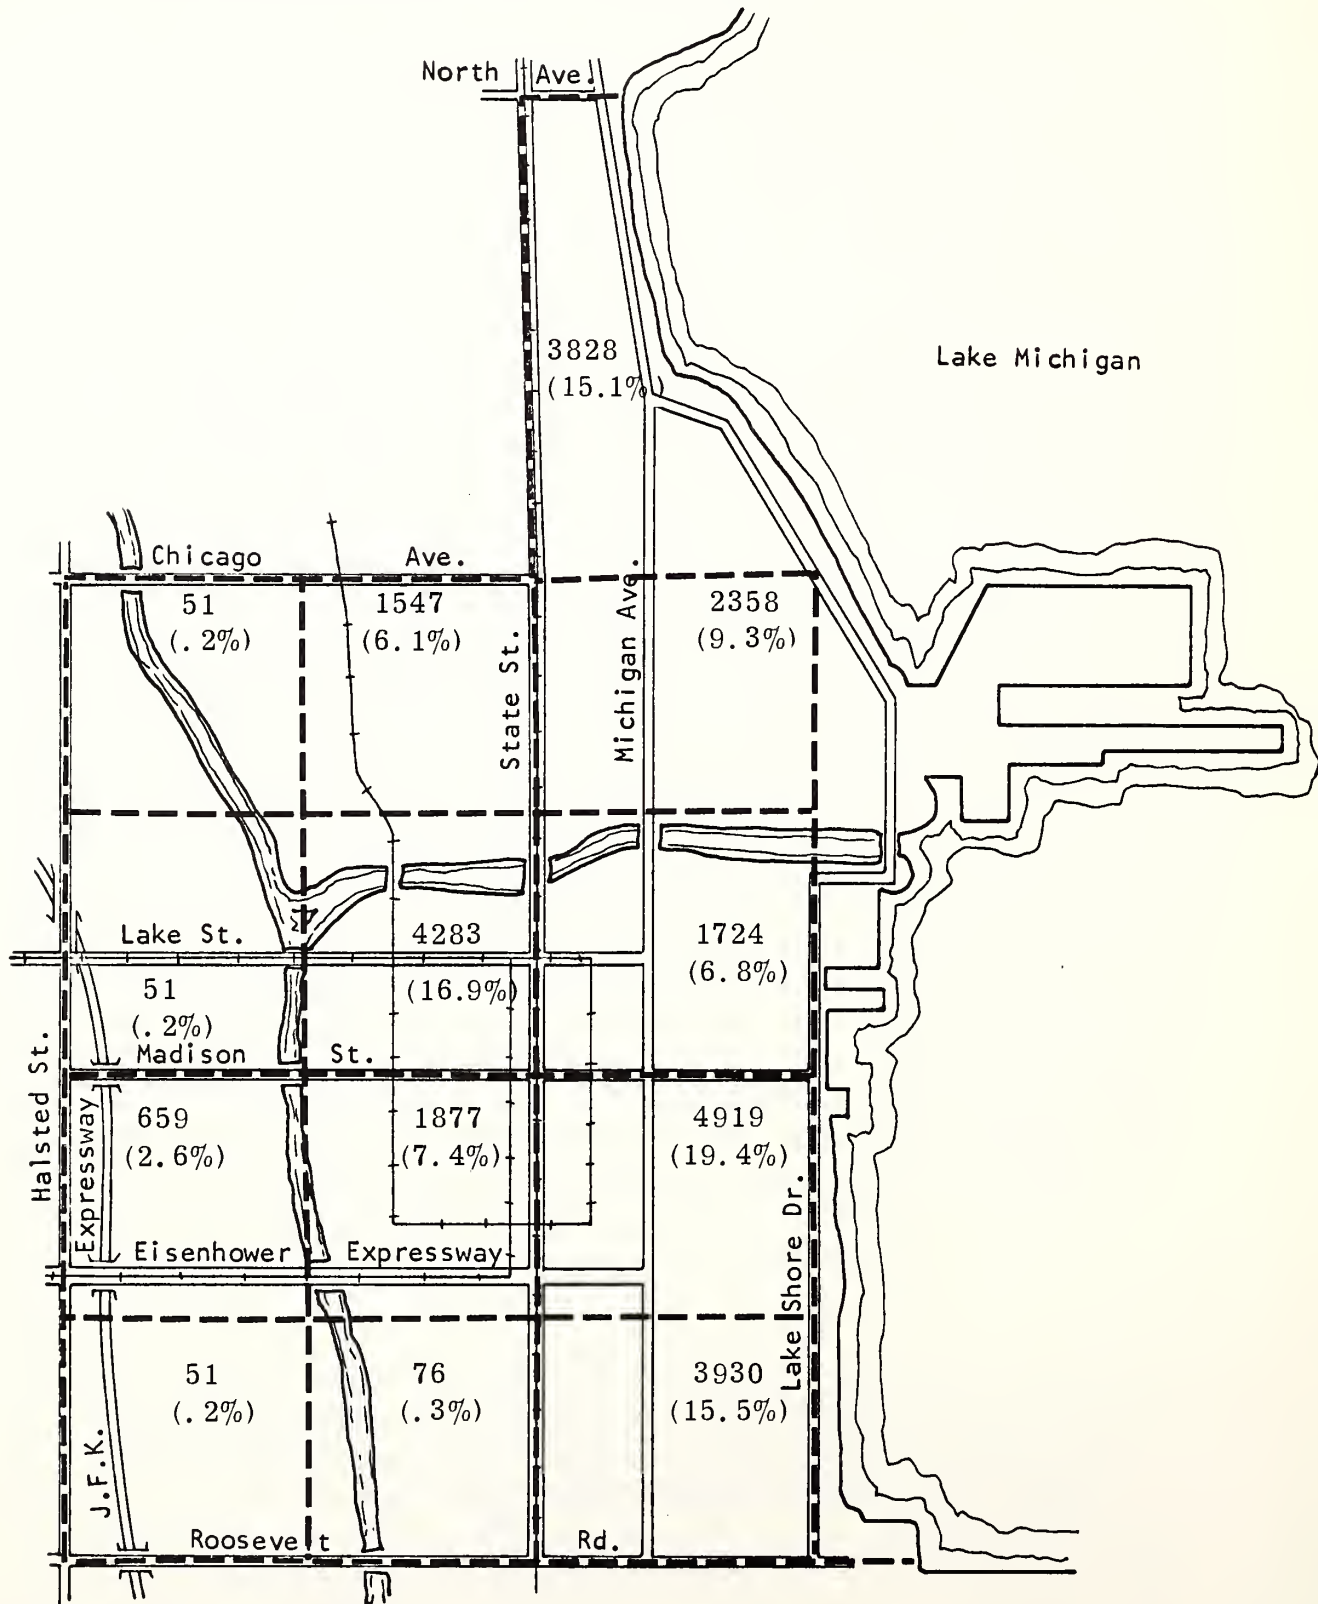 North Ave.
3828
(15.1%)
Lake Michigan
Chicago Ave.
51
(.2%)
1547
(6.1%)
State St.
Michigan Ave.
2358
(9.3%)
Lake St.
4283
(16.9%)
1724
(6.8%)
51
(.2%)
Madison St.
Halsted St.
Expressway
659
(2.6%)
1877
(7.4%)
4919
(19.4%)
Eisenhower Expressway
Lake Shore Dr.
51
(.2%)
76
(.3%)
3930
(15.5%)
J.F.K.
Roosevelt Rd.